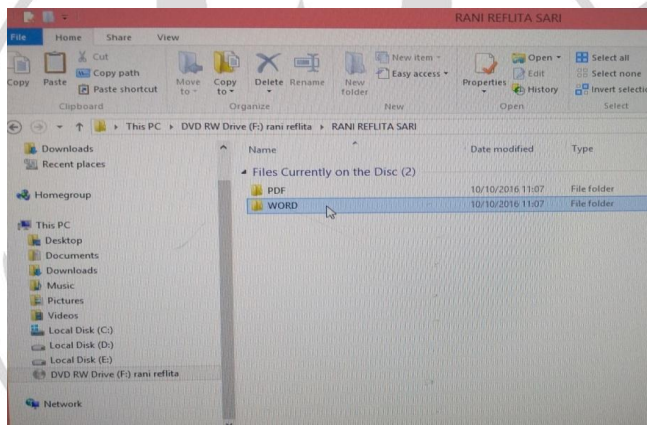 RANI REFLITA SARI
File Home Share View
Copy Paste Cut Copy path Paste shortcut Move to Copy to Delete Rename New folder New item Easy access Properties Open Edit History Select all Select none Invert selection
Clipboard Organize New Open Select
This PC DVD RW Drive (F:) rani reflita RANI REFLITA SARI
Downloads
Recent places
Homegroup
This PC
Desktop
Documents
Downloads
Music
Pictures
Videos
Local Disk (C:)
Local Disk (D:)
Local Disk (E:)
DVD RW Drive (F:) rani reflita
Network
Name Date modified Type
Files Currently on the Disc (2)
PDF 10/10/2016 11:07 File folder
WORD 10/10/2016 11:07 File folder